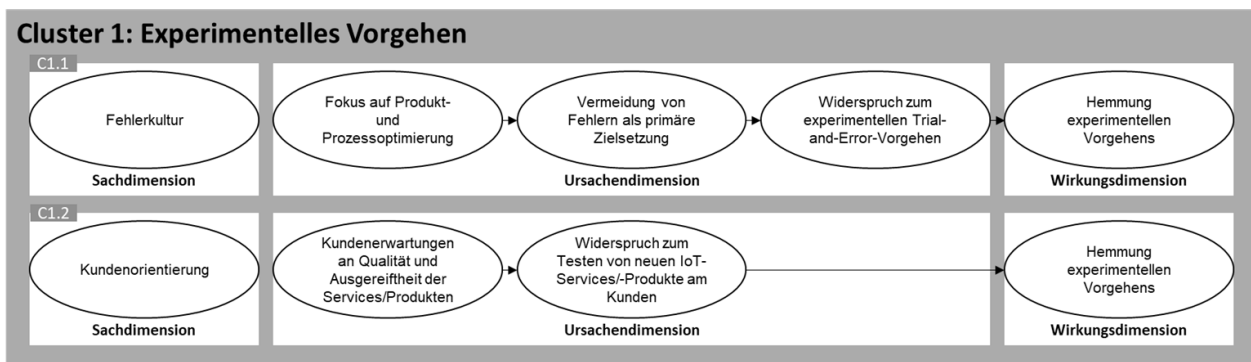 Cluster 1: Experimentelles Vorgehen
C1.1
Fehlerkultur
Sachdimension
Fokus auf Produkt-
und
Prozessoptimierung
Vermeidung von
Fehlern als primäre
Zielsetzung
Widerspruch zum
experimentellen Trial-
and-Error-Vorgehen
Ursachendimension
Hemmung
experimentellen
Vorgehens
Wirkungsdimension
C1.2
Kundenorientierung
Sachdimension
Kundenerwartungen
an Qualität und
Ausgereiftheit der
Services/Produkten
Widerspruch zum
Testen von neuen IoT-
Services/-Produkte am
Kunden
Ursachendimension
Hemmung
experimentellen
Vorgehens
Wirkungsdimension